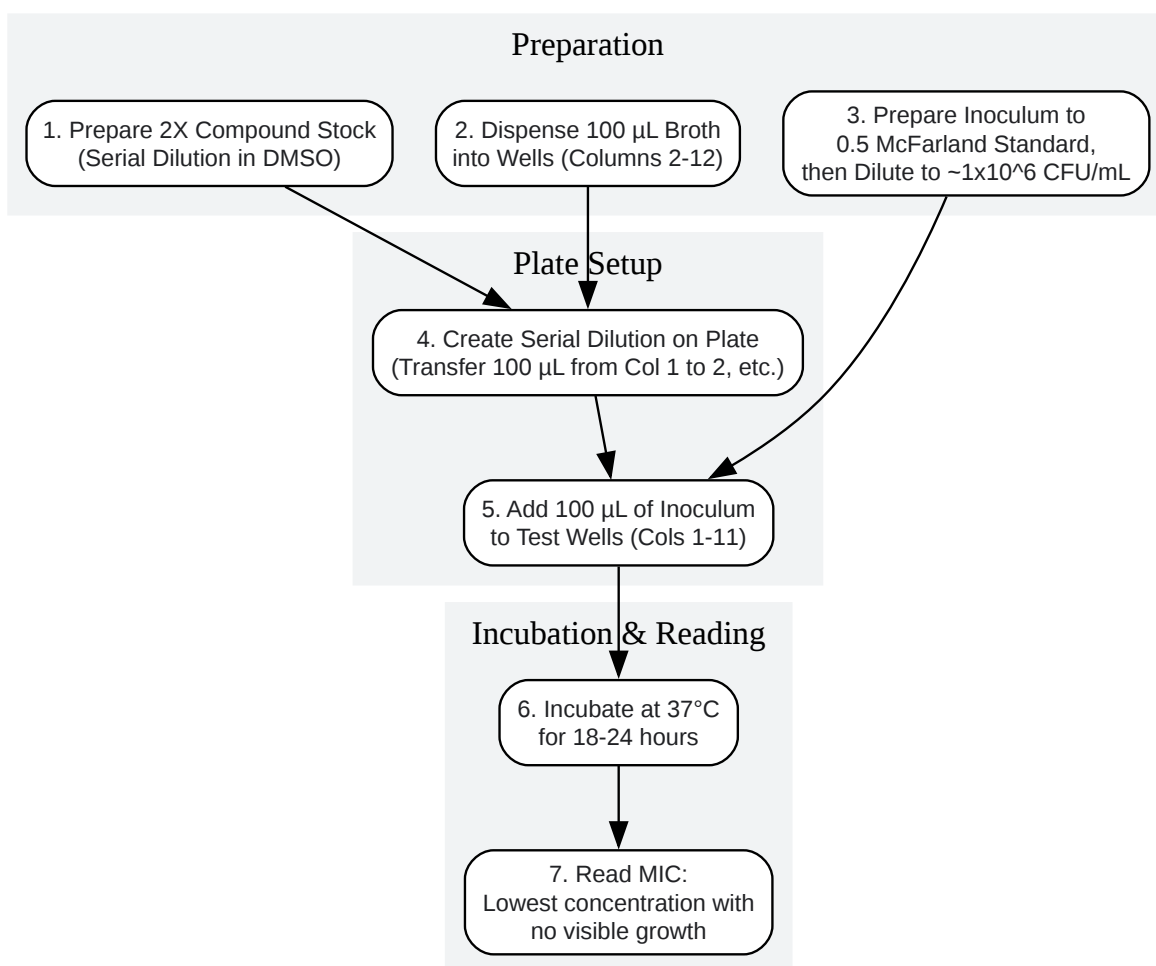 Preparation
1. Prepare 2X Compound Stock
(Serial Dilution in DMSO)
2. Dispense 100 µL Broth
into Wells (Columns 2-12)
3. Prepare Inoculum to
0.5 McFarland Standard,
then Dilute to ~1x10^6 CFU/mL
Plate Setup
4. Create Serial Dilution on Plate
(Transfer 100 µL from Col 1 to 2, etc.)
5. Add 100 µL of Inoculum
to Test Wells (Cols 1-11)
Incubation & Reading
6. Incubate at 37°C
for 18-24 hours
7. Read MIC:
Lowest concentration with
no visible growth